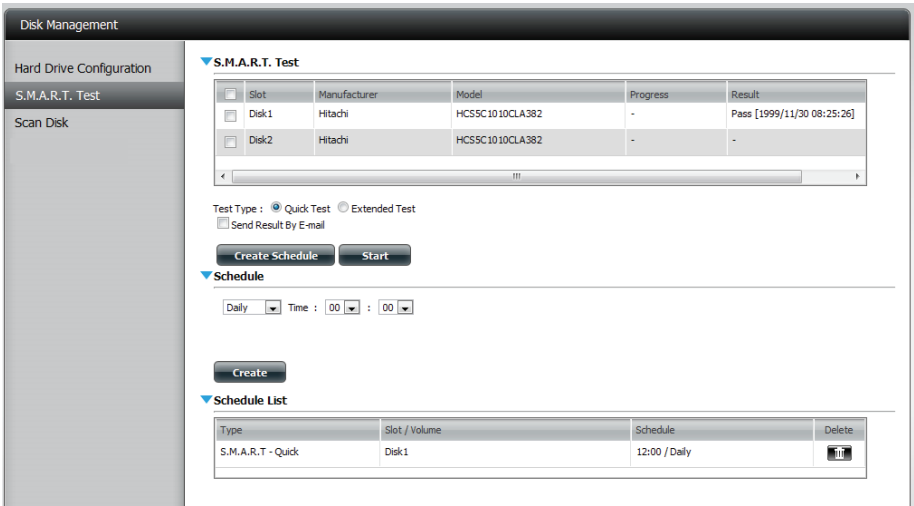 Disk Management
Hard Drive Configuration
S.M.A.R.T. Test
Scan Disk
S.M.A.R.T. Test
Slot Manufacturer Model Progress Result
Disk1 Hitachi HCS5C1010CLA382 - Pass [1999/11/30 08:25:26]
Disk2 Hitachi HCS5C1010CLA382 - -
Test Type : Quick Test Extended Test
Send Result By E-mail
Create Schedule Start
Schedule
Daily Time : 00 : 00
Create
Schedule List
Type Slot / Volume Schedule Delete
S.M.A.R.T - Quick Disk1 12:00 / Daily